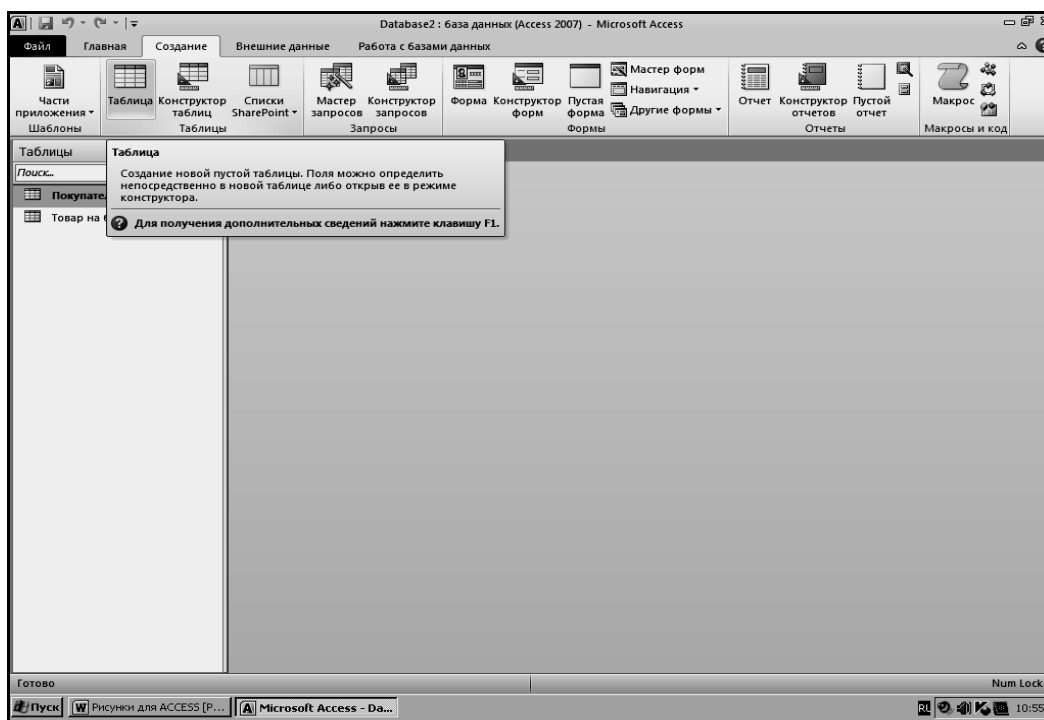 Database2 : база данных (Access 2007) - Microsoft Access
Файл Главная Создание Внешние данные Работа с базами данных
Части приложения
Таблица
Конструктор таблиц
Списки SharePoint
Мастер запросов
Конструктор запросов
Форма
Конструктор форм
Пустая форма
Мастер форм
Навигация
Другие формы
Отчет
Конструктор отчетов
Пустой отчет
Макрос
Шаблоны Таблицы Запросы Формы Отчеты Макросы и код
Таблицы
Поиск...
Покупате
Товар на
Таблица
Создание новой пустой таблицы. Поля можно определить
непосредственно в новой таблице либо открыв ее в режиме
конструктора.
Для получения дополнительных сведений нажмите клавишу F1.
Готово
Num Lock
Пуск
Рисунки для ACCESS [Р...
Microsoft Access - Da...
RU
10:55